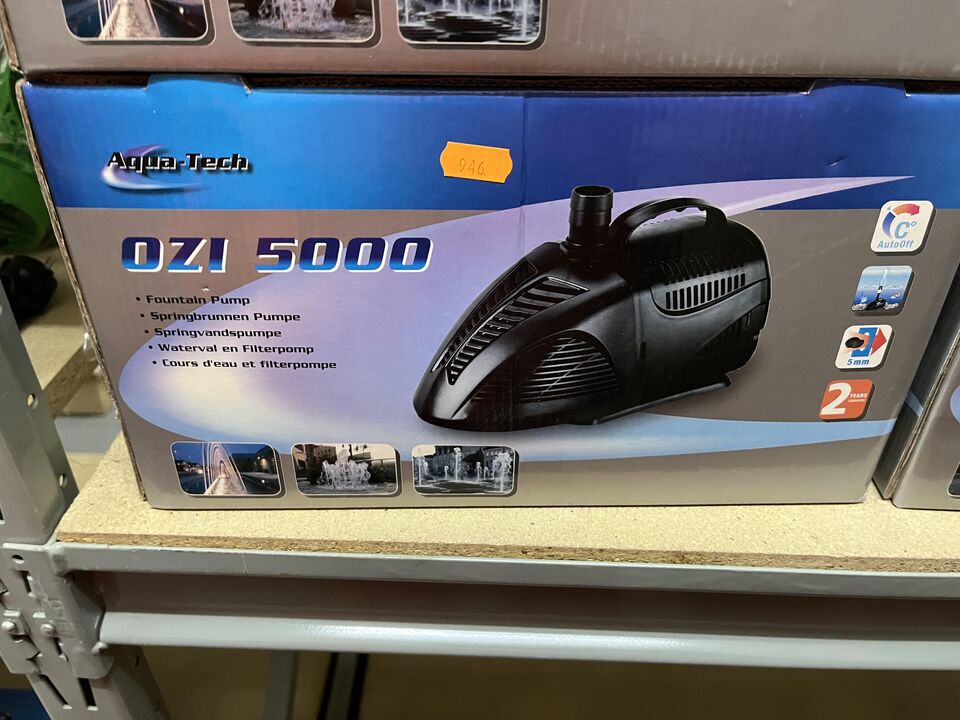 Aqua-Tech
946.
OZI 5000
• Fountain Pump
• Springbrunnen Pumpe
• Springvandspumpe
• Waterval en Filterpomp
• Cours d'eau et filterpompe
C°
AutoOff
5mm
2 YEARS